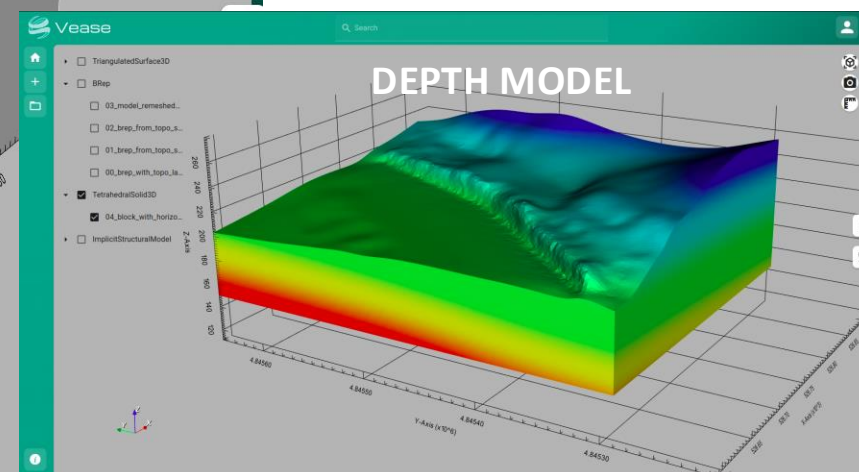 Vease
Search
DEPTH MODEL
TriangulatedSurface3D
BRep
03_model_remeshed...
02_brep_from_topo_s...
01_brep_from_topo_s...
00_brep_with_topo_la...
TetrahedralSolid3D
04_block_with_horizo...
ImplicitStructuralModel
260
240
220
200
Z-Axis
180
160
140
120
4.84560
4.84550
Y-Axis (x10^6)
4.84540
4.84530